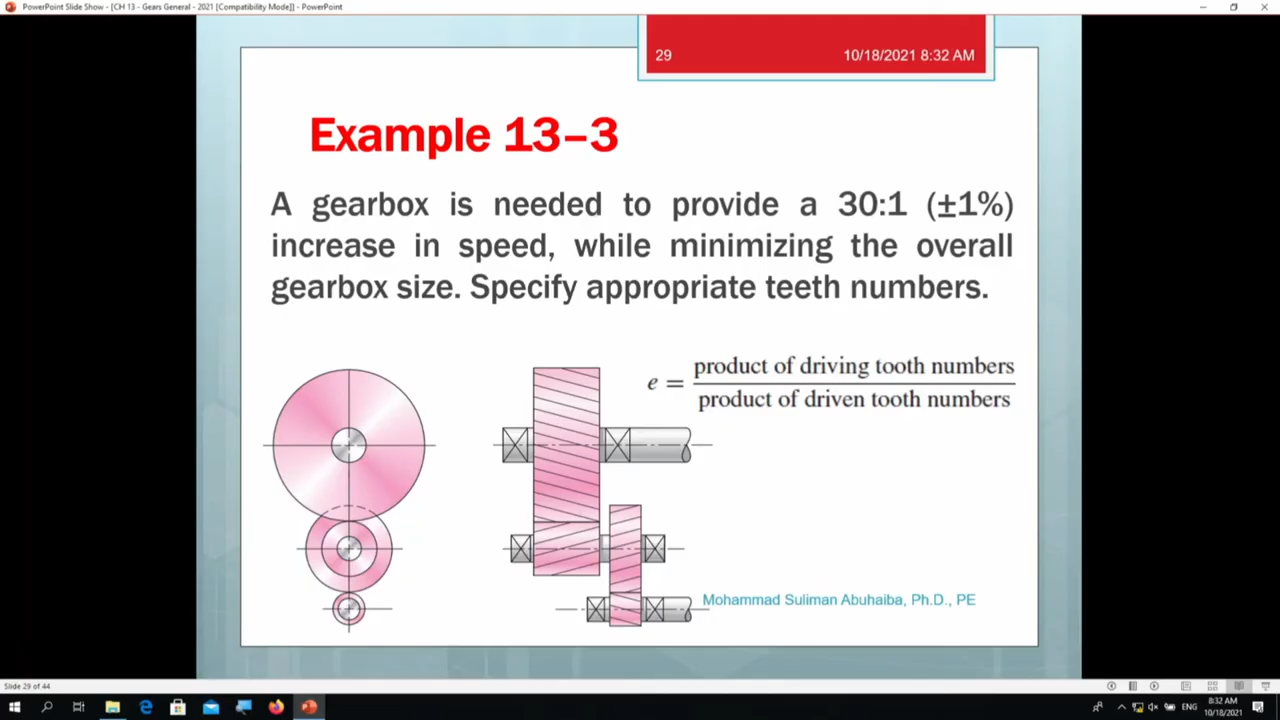 PowerPoint Slide Show - [CH 13 - Gears General - 2021 [Compatibility Mode]] - PowerPoint
29
10/18/2021 8:32 AM
Example 13–3
A gearbox is needed to provide a 30:1 (±1%)
increase in speed, while minimizing the overall
gearbox size. Specify appropriate teeth numbers.
e = product of driving tooth numbers
product of driven tooth numbers
Mohammad Suliman Abuhaiba, Ph.D., PE
Slide 29 of 44
ENG
8:32 AM
10/18/2021